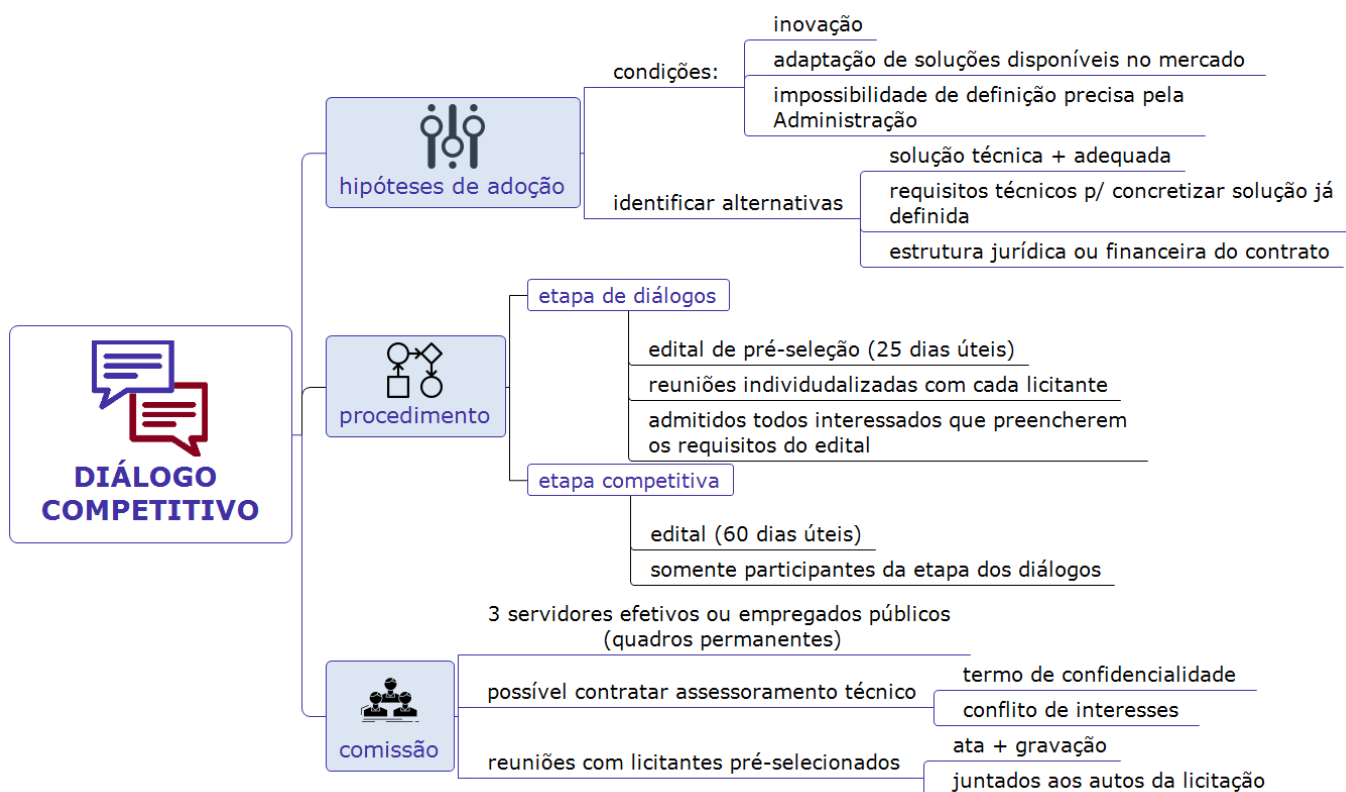 DIÁLOGO
COMPETITIVO
hipóteses de adoção
condições:
inovação
adaptação de soluções disponíveis no mercado
impossibilidade de definição precisa pela
Administração
identificar alternativas
solução técnica + adequada
requisitos técnicos p/ concretizar solução já
definida
estrutura jurídica ou financeira do contrato
procedimento
etapa de diálogos
edital de pré-seleção (25 dias úteis)
reuniões individudalizadas com cada licitante
admitidos todos interessados que preencherem
os requisitos do edital
etapa competitiva
edital (60 dias úteis)
somente participantes da etapa dos diálogos
comissão
3 servidores efetivos ou empregados públicos
(quadros permanentes)
possível contratar assessoramento técnico
termo de confidencialidade
conflito de interesses
reuniões com licitantes pré-selecionados
ata + gravação
juntados aos autos da licitação